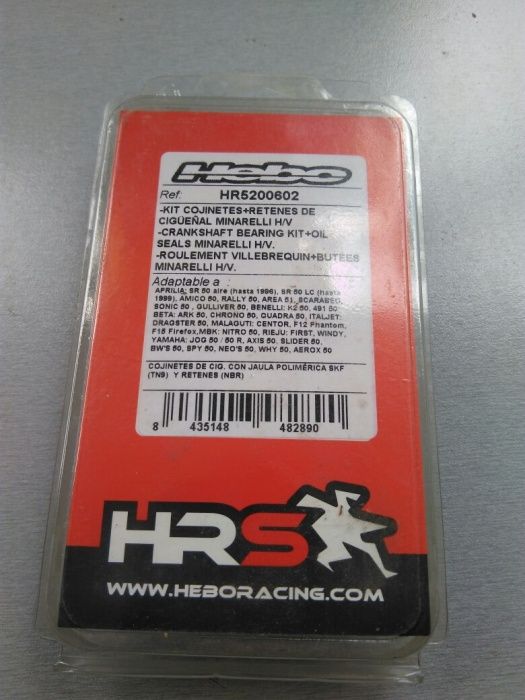 Hebo
Ref: HR5200602
-KIT COJINETES+RETENES DE
CIGÜEÑAL MINARELLI H/V
-CRANKSHAFT BEARING KIT+OIL
SEALS MINARELLI H/V.
-ROULEMENT VILLEBREQUIN+BUTEES
MINARELLI H/V.
Adaptable a :
APRILIA: SR 50 aire (hasta 1996), SR 50 LC (hasta
1999), AMICO 50, RALLY 50, AREA 51, SCARABEO,
SONIC 50 , GULLIVER 50, BENELLI: K2 50, 491 50
BETA: ARK 50, CHRONO 50, QUADRA 50, ITALJET:
DRAGSTER 50, MALAGUTI: CENTOR, F12 Phantom,
F15 Firefox,MBK: NITRO 50, RIEJU: FIRST, WINDY,
YAMAHA: JOG 50 / 50 R, AXIS 50, SLIDER 50,
BW'S 50, SPY 50, NEO'S 50, WHY 50, AEROX 50
COJINETES DE CIG. CON JAULA POLIMÉRICA SKF
(TN9) Y RETENES (NBR)
8 435148 482890
HRS
WWW.HEBORACING.COM